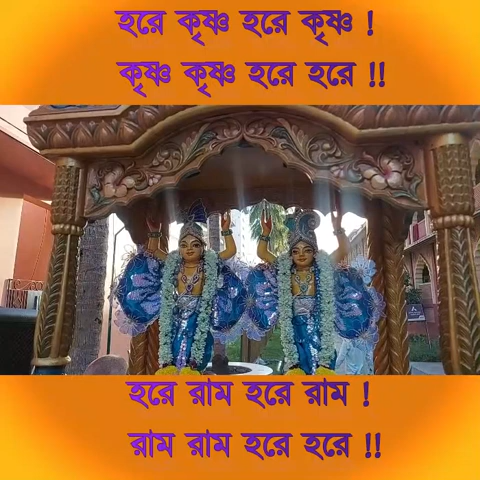 হরে কৃষ্ণ হরে কৃষ্ণ !
কৃষ্ণ কৃষ্ণ হরে হরে !!
হরে রাম হরে রাম !
রাম রাম হরে হরে !!